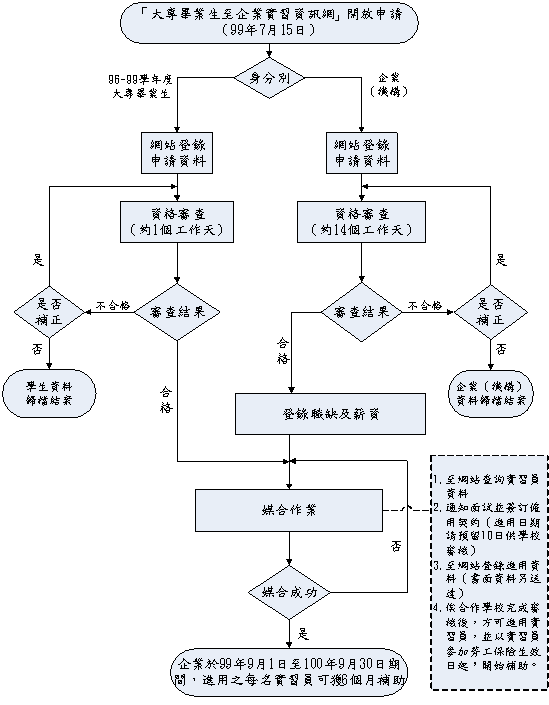 「大專畢業生至企業實習資訊網」開放申請
（99年7月15日）
身分別
96-99學年度
大專畢業生
企業
（機構）
網站登錄
申請資料
網站登錄
申請資料
資格審查
（約1個工作天）
資格審查
（約14個工作天）
是
是
是否
補正
不合格
審查結果
審查結果
不合格
是否
補正
否
否
合格
合格
學生資料
歸檔結案
企業（機構）
資料歸檔結案
登錄職缺及薪資
媒合作業
否
媒合成功
是
企業於99年9月1日至100年9月30日期
間，進用之每名實習員可獲6個月補助
1. 至網站查詢實習員
資料
2. 通知面試並簽訂僱
用契約（進用日期
請預留10日供學校
審核）
3. 至網站登錄進用資
料（書面資料另送
達）
4. 俟合作學校完成審
核後，方可進用實
習員，並以實習員
參加勞工保險生效
日起，開始補助。